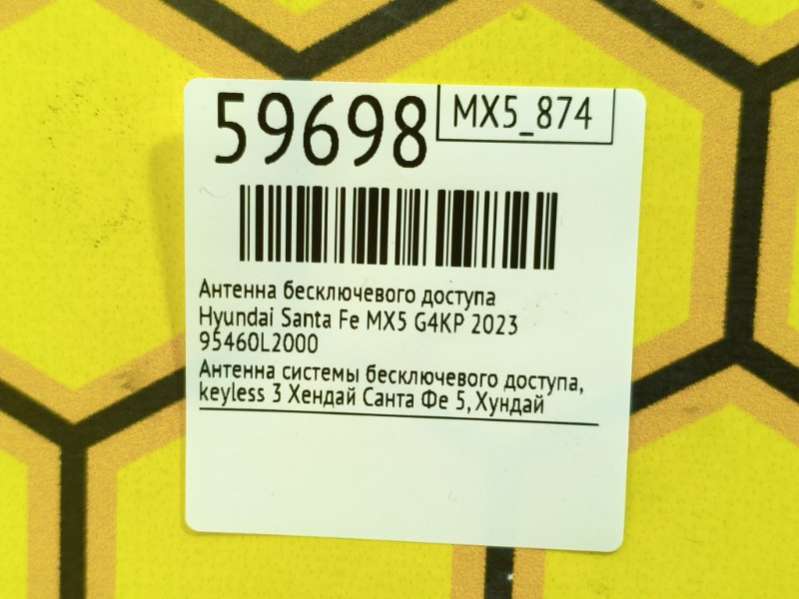 59698
MX5_874
Антенна бесключевого доступа
Hyundai Santa Fe MX5 G4KP 2023
95460L2000
Антенна системы бесключевого доступа,
keyless 3 Хендай Санта Фе 5, Хундай